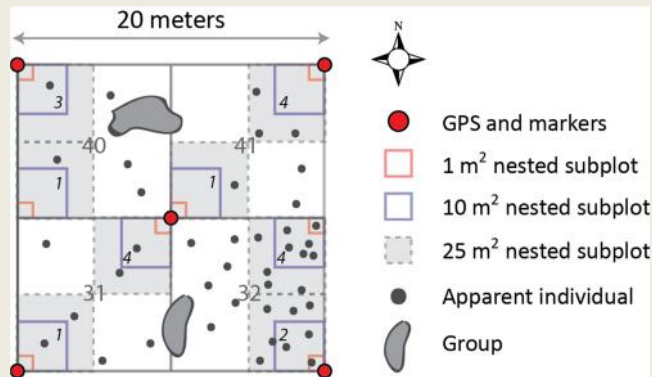 20 meters
N
3
4
40
41
1
1
4
4
31
32
1
2
GPS and markers
1 m² nested subplot
10 m² nested subplot
25 m² nested subplot
Apparent individual
Group